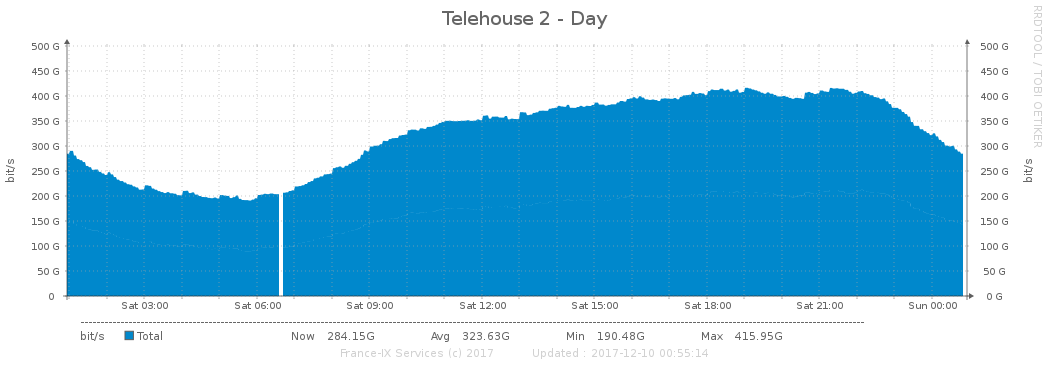 Telehouse 2 - Day
RRDTOOL / TOBI OETIKER
bit/s
500 G 500 G
450 G 450 G
400 G 400 G
350 G 350 G
300 G 300 G
250 G 250 G
200 G 200 G
150 G 150 G
100 G 100 G
50 G 50 G
0 0 G
bit/s
Sat 03:00 Sat 06:00 Sat 09:00 Sat 12:00 Sat 15:00 Sat 18:00 Sat 21:00 Sun 00:00
bit/s Total Now 284.15G Avg 323.63G Min 190.48G Max 415.95G
France-IX Services (c) 2017 Updated : 2017-12-10 00:55:14